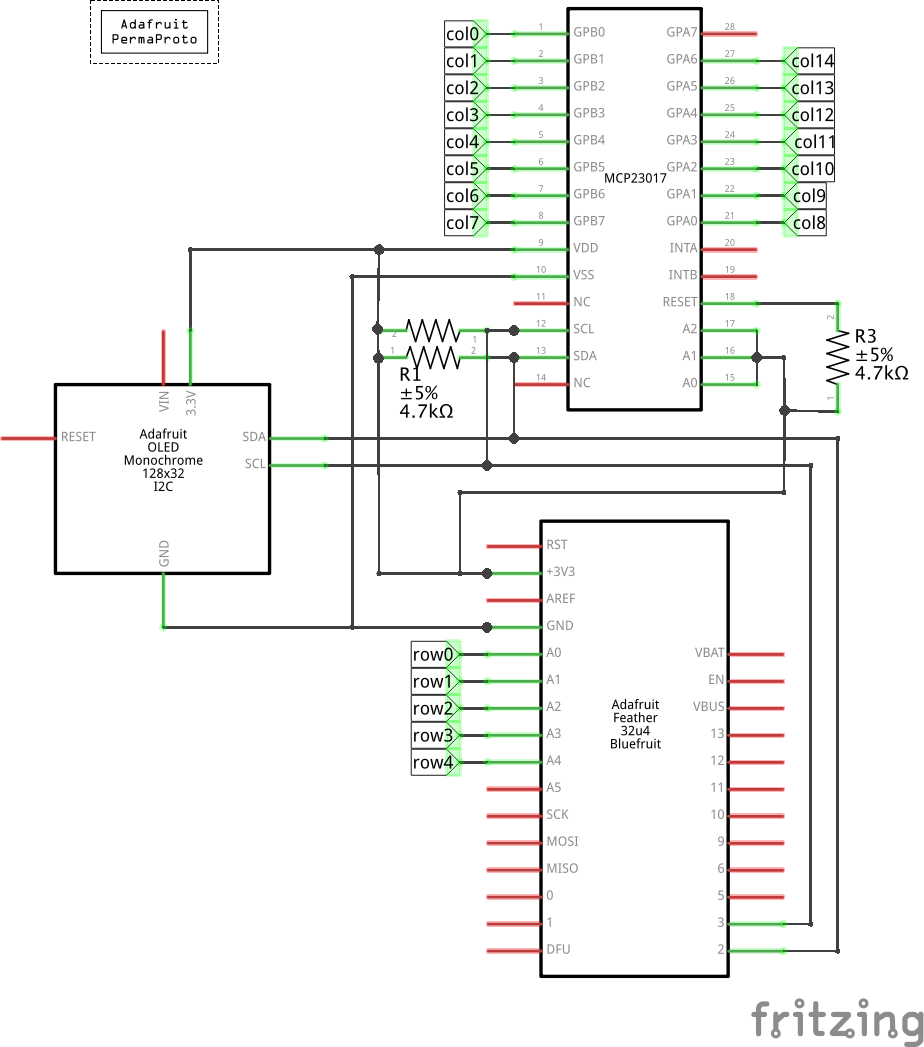 Adafruit
PermaProto
col0
col1
col2
col3
col4
col5
col6
col7
1
2
3
4
5
6
7
8
9
10
11
12
13
14
GPB0
GPB1
GPB2
GPB3
GPB4
GPB5
GPB6
GPB7
VDD
VSS
NC
SCL
SDA
NC
MCP23017
GPA7
GPA6
GPA5
GPA4
GPA3
GPA2
GPA1
GPA0
INTA
INTB
RESET
A2
A1
A0
28
27
26
25
24
23
22
21
20
19
18
17
16
15
col14
col13
col12
col11
col10
col9
col8
2
1
1
2
R1
±5%
4.7kΩ
2
R3
±5%
4.7kΩ
1
VIN
3.3V
RESET
Adafruit
OLED
Monochrome
128x32
I2C
SDA
SCL
GND
RST
+3V3
AREF
GND
A0
A1
A2
A3
A4
A5
SCK
MOSI
MISO
0
1
DFU
row0
row1
row2
row3
row4
Adafruit
Feather
32u4
Bluefruit
VBAT
EN
VBUS
13
12
11
10
9
6
5
3
2
fritzing